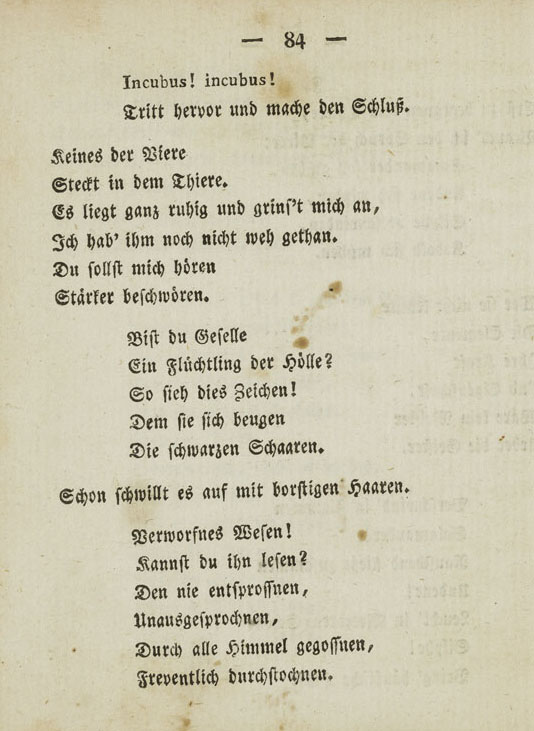 — 84 —
Incubus! incubus!
Tritt hervor und mache den Schluß.
Keines der Viere
Steckt in dem Thiere.
Es liegt ganz ruhig und grins't mich an,
Ich hab' ihm noch nicht weh gethan.
Du sollst mich hören
Stärker beschwören.
Bist du Geselle
Ein Flüchtling der Hölle?
So sieh dies Zeichen!
Dem sie sich beugen
Die schwarzen Schaaren.
Schon schwillt es auf mit borstigen Haaren.
Verworfnes Wesen!
Kannst du ihn lesen?
Den nie entsproßnen,
Unausgesprochnen,
Durch alle Himmel gegoßnen,
Freventlich durchstochnen.